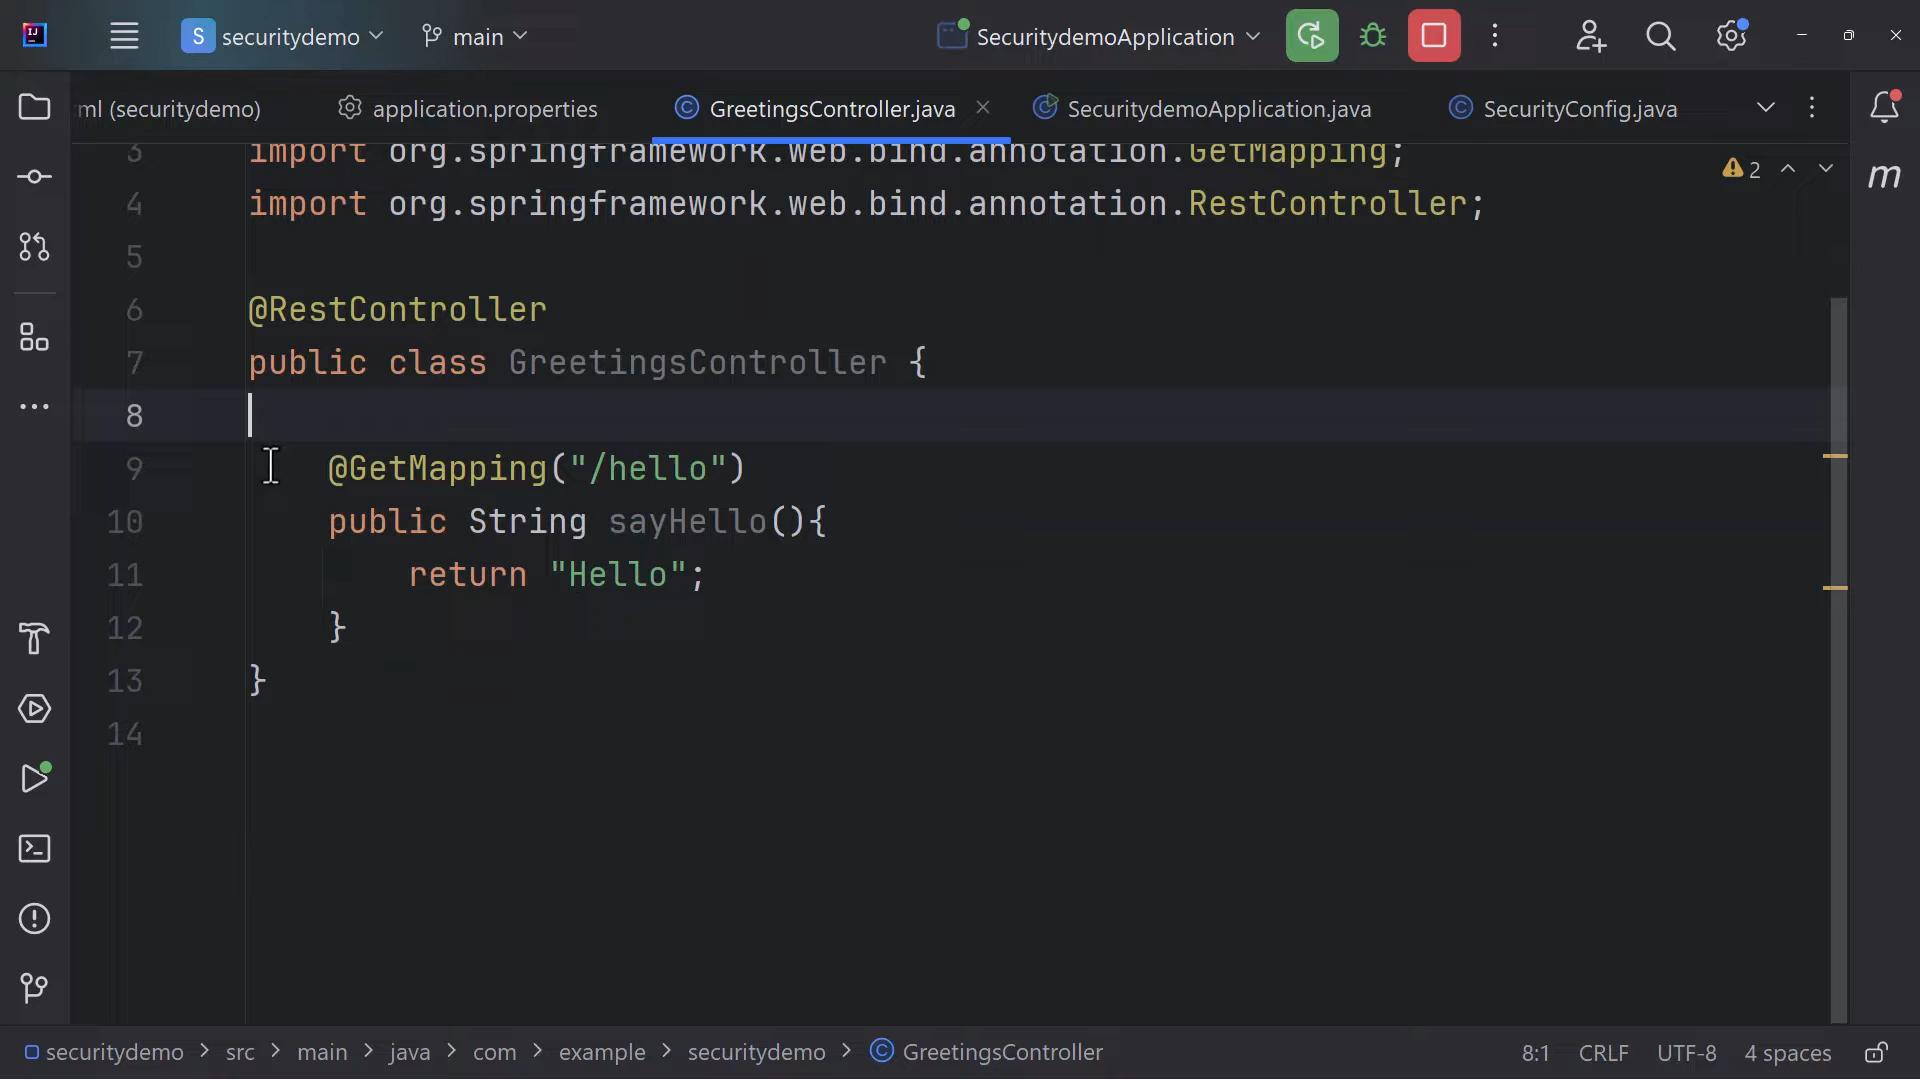 IJ
S securitydemo main SecuritydemoApplication
ml (securitydemo) application.properties GreetingsController.java SecuritydemoApplication.java SecurityConfig.java
3 import org.springframework.web.bind.annotation.GetMapping;
2
m
4 import org.springframework.web.bind.annotation.RestController;
5
6 @RestController
7 public class GreetingsController {
8
9 @GetMapping("/hello")
10 public String sayHello(){
11 return "Hello";
12 }
13 }
14
securitydemo > src > main > java > com > example > securitydemo > GreetingsController 8:1 CRLF UTF-8 4 spaces